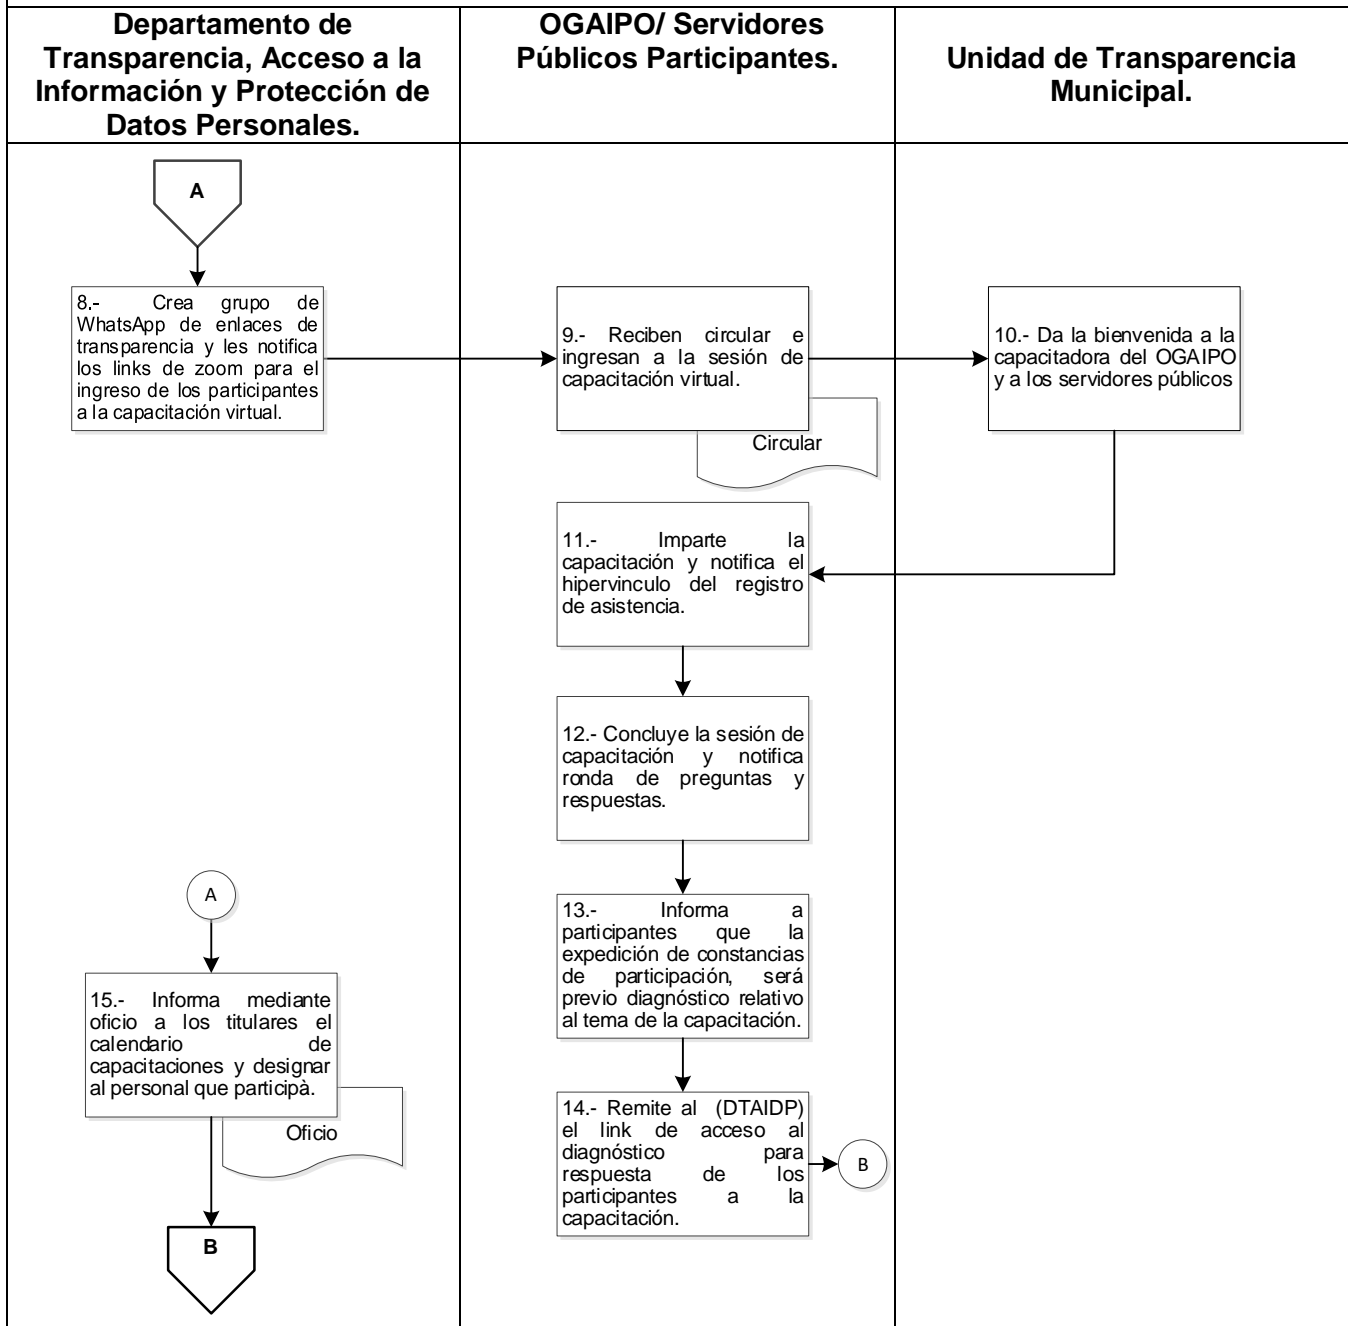 Departamento de
Transparencia, Acceso a la
Información y Protección de
Datos Personales.
OGAIPO/ Servidores
Públicos Participantes.
Unidad de Transparencia
Municipal.
A
8.- Crea grupo de
WhatsApp de enlaces de
transparencia y les notifica
los links de zoom para el
ingreso de los participantes
a la capacitación virtual.
9.- Reciben circular e
ingresan a la sesión de
capacitación virtual.
Circular
10.- Da la bienvenida a la
capacitadora del OGAIPO
y a los servidores públicos
11.- Imparte la
capacitación y notifica el
hipervinculo del registro
de asistencia.
12.- Concluye la sesión de
capacitación y notifica
ronda de preguntas y
respuestas.
13.- Informa a
participantes que la
expedición de constancias
de participación, será
previo diagnóstico relativo
al tema de la capacitación.
14.- Remite al (DTAIDP)
el link de acceso al
diagnóstico para
respuesta de los
participantes a la
capacitación.
B
A
15.- Informa mediante
oficio a los titulares el
calendario de
capacitaciones y designar
al personal que participà.
Oficio
B